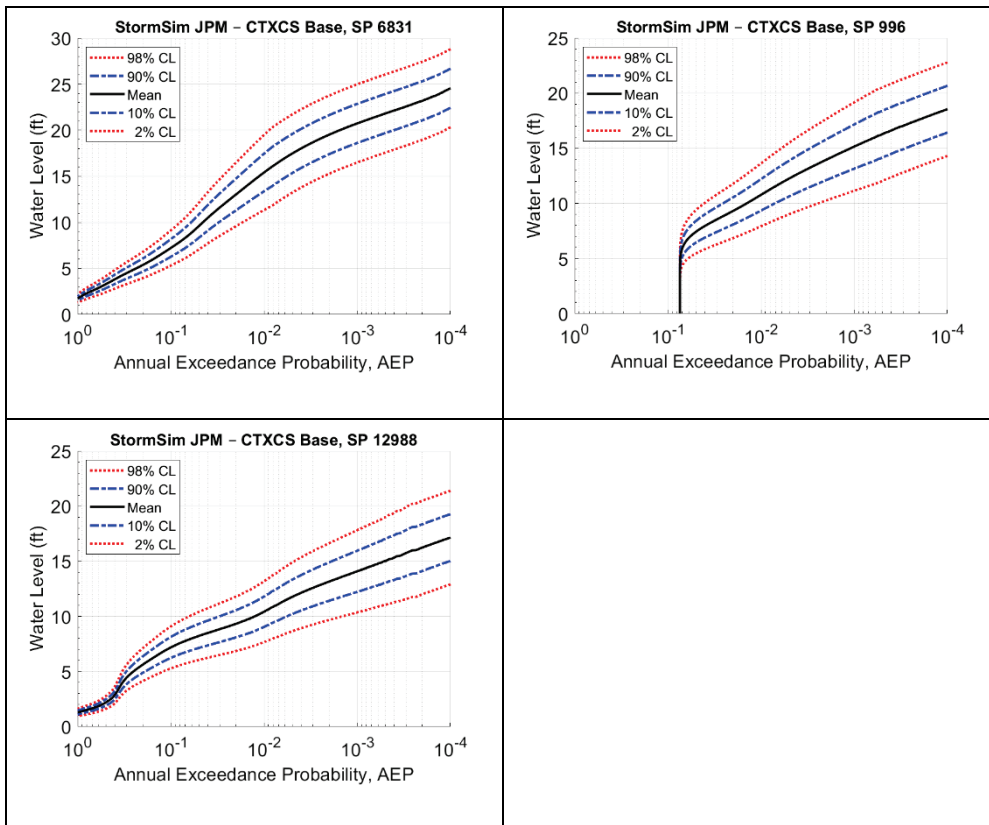 StormSim JPM – CTXCS Base, SP 6831
30
25
20
15
10
5
0
Water Level (ft)
98% CL
90% CL
Mean
10% CL
2% CL
10^0 10^-1 10^-2 10^-3 10^-4
Annual Exceedance Probability, AEP
StormSim JPM – CTXCS Base, SP 996
25
20
15
10
5
0
Water Level (ft)
98% CL
90% CL
Mean
10% CL
2% CL
10^0 10^-1 10^-2 10^-3 10^-4
Annual Exceedance Probability, AEP
StormSim JPM – CTXCS Base, SP 12988
25
20
15
10
5
0
Water Level (ft)
98% CL
90% CL
Mean
10% CL
2% CL
10^0 10^-1 10^-2 10^-3 10^-4
Annual Exceedance Probability, AEP